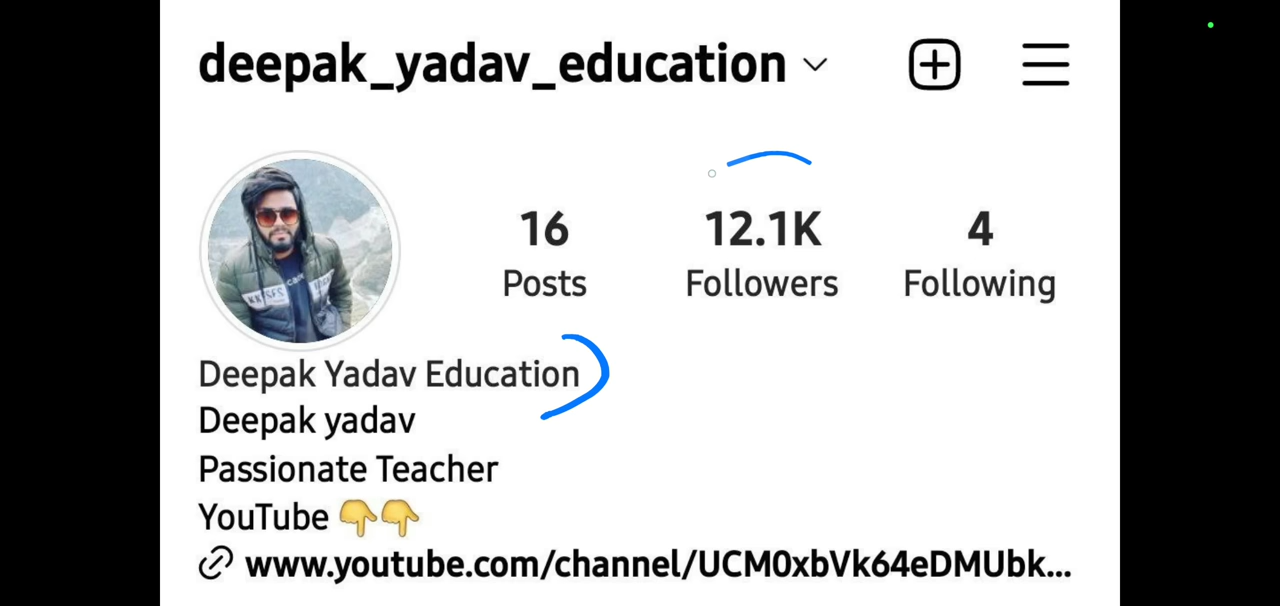 deepak_yadav_education
16 12.1K 4
Posts Followers Following
Deepak Yadav Education
Deepak yadav
Passionate Teacher
YouTube 👇👇
www.youtube.com/channel/UCM0xbVk64eDMUbk...